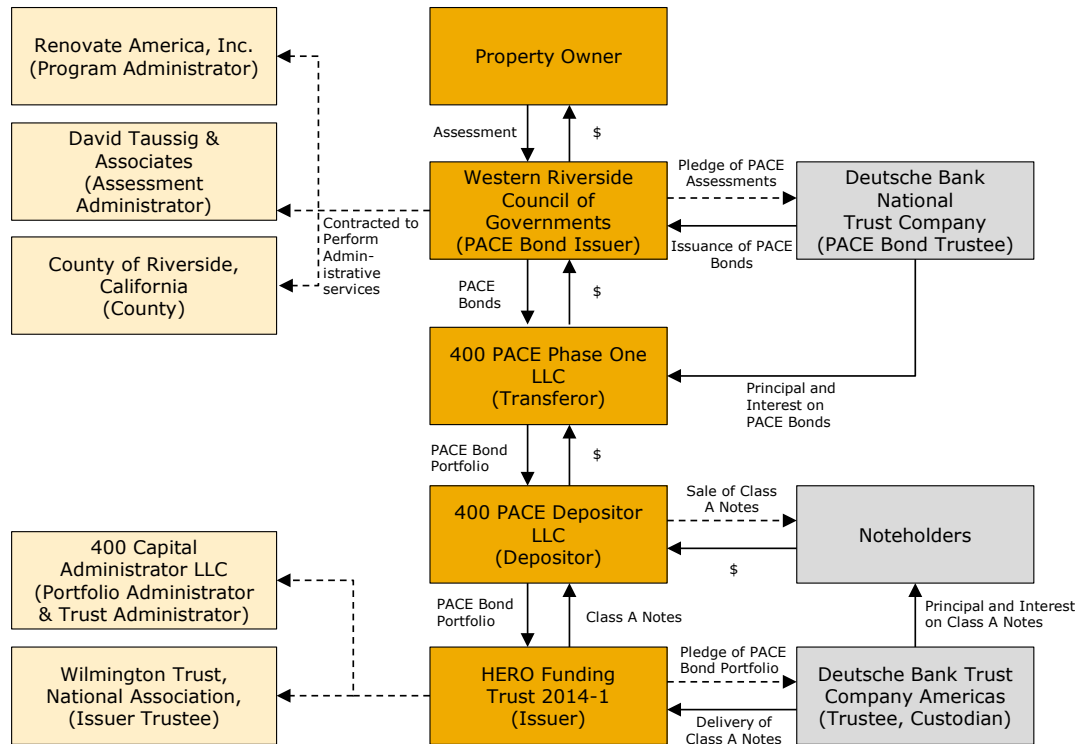 Renovate America, Inc.
(Program Administrator)
Property Owner
David Taussig &
Associates
(Assessment
Administrator)
Assessment
$
Western Riverside
Council of
Governments
(PACE Bond Issuer)
Pledge of PACE
Assessments
Issuance of PACE
Bonds
Deutsche Bank
National
Trust Company
(PACE Bond Trustee)
Contracted to
Perform
Admin-
istrative
services
County of Riverside,
California
(County)
PACE
Bonds
$
400 PACE Phase One
LLC
(Transferor)
Principal and
Interest on
PACE Bonds
PACE Bond
Portfolio
$
400 PACE Depositor
LLC
(Depositor)
Sale of Class
A Notes
$
Noteholders
400 Capital
Administrator LLC
(Portfolio Administrator
& Trust Administrator)
PACE Bond
Portfolio
Class A Notes
Principal and Interest
on Class A Notes
Wilmington Trust,
National Association,
(Issuer Trustee)
HERO Funding
Trust 2014-1
(Issuer)
Pledge of PACE
Bond Portfolio
Delivery of
Class A Notes
Deutsche Bank Trust
Company Americas
(Trustee, Custodian)